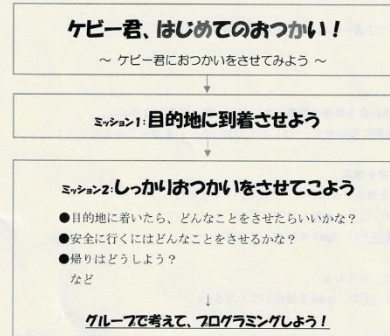 ケビー君、はじめてのおつかい！
～ ケビー君におつかいをさせてみよう ～
ミッション1：目的地に到着させよう
ミッション2：しっかりおつかいをさせてこよう
●目的地に着いたら、どんなことをさせたらいいかな？
●安全に行くにはどんなことをさせるかな？
●帰りはどうしよう？
など
グループで考えて、プログラミングしよう！